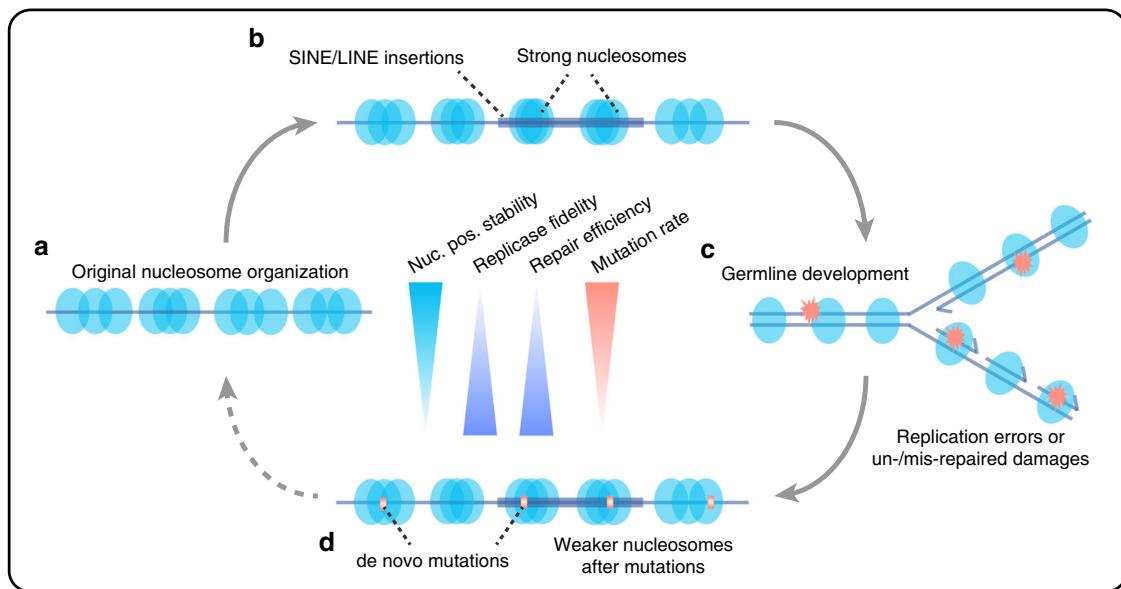 b
SINE/LINE insertions
Strong nucleosomes
a
Original nucleosome organization
Nuc. pos. stability
Replicase fidelity
Repair efficiency
Mutation rate
c
Germline development
Replication errors or
un-/mis-repaired damages
d
de novo mutations
Weaker nucleosomes
after mutations